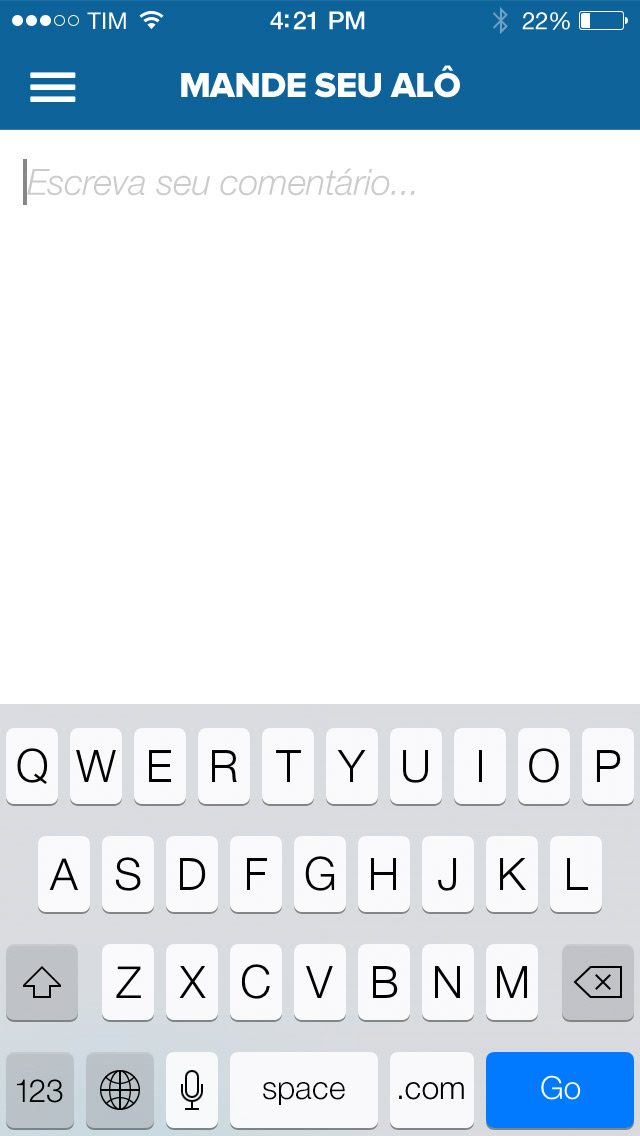 TIM 4:21 PM 22%
MANDE SEU ALÔ
Escreva seu comentário...
Q W E R T Y U I O P
A S D F G H J K L
Z X C V B N M
123 space .com Go